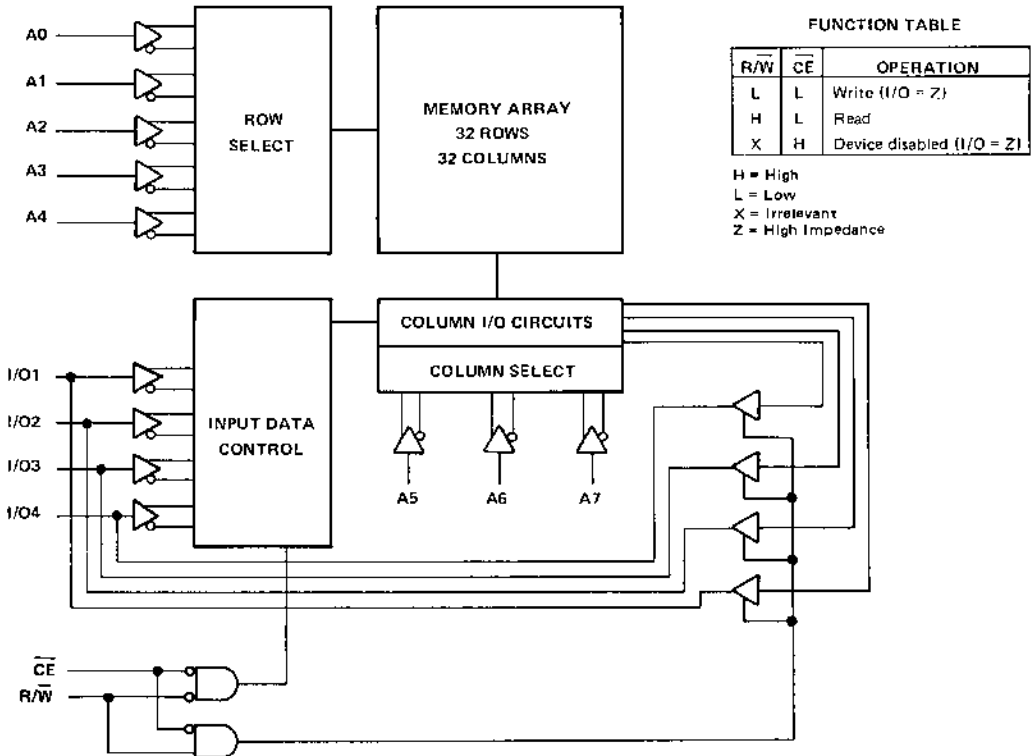 A0
A1
A2
A3
A4
ROW
SELECT
MEMORY ARRAY
32 ROWS
32 COLUMNS
FUNCTION TABLE
R/W̅ C̅E̅ OPERATION
L L Write (I/O = Z)
H L Read
X H Device disabled (I/O = Z)
H = High
L = Low
X = Irrelevant
Z = High Impedance
I/O1
I/O2
I/O3
I/O4
INPUT DATA
CONTROL
COLUMN I/O CIRCUITS
COLUMN SELECT
A5 A6 A7
C̅E̅
R/W̅